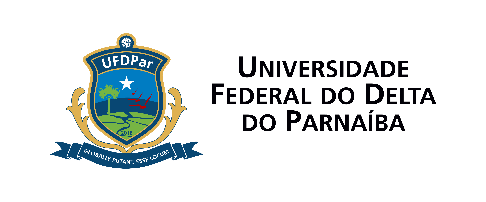 UFDPar
UNIVERSIDADE
FEDERAL DO DELTA
DO PARNAÍBA